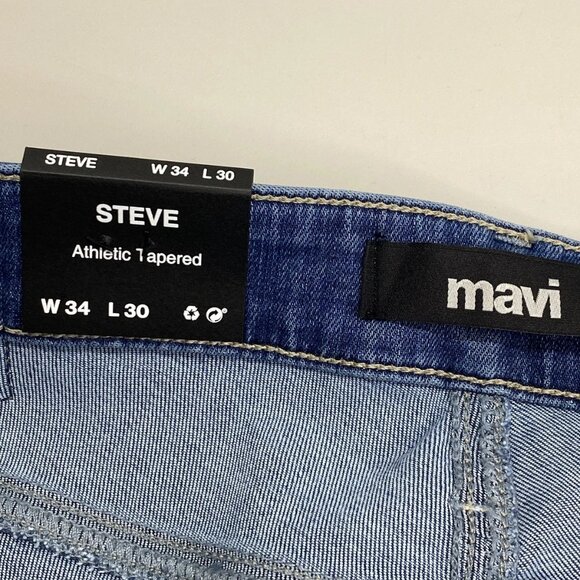 STEVE W 34 L 30
STEVE
Athletic Tapered
W 34 L 30
mavi